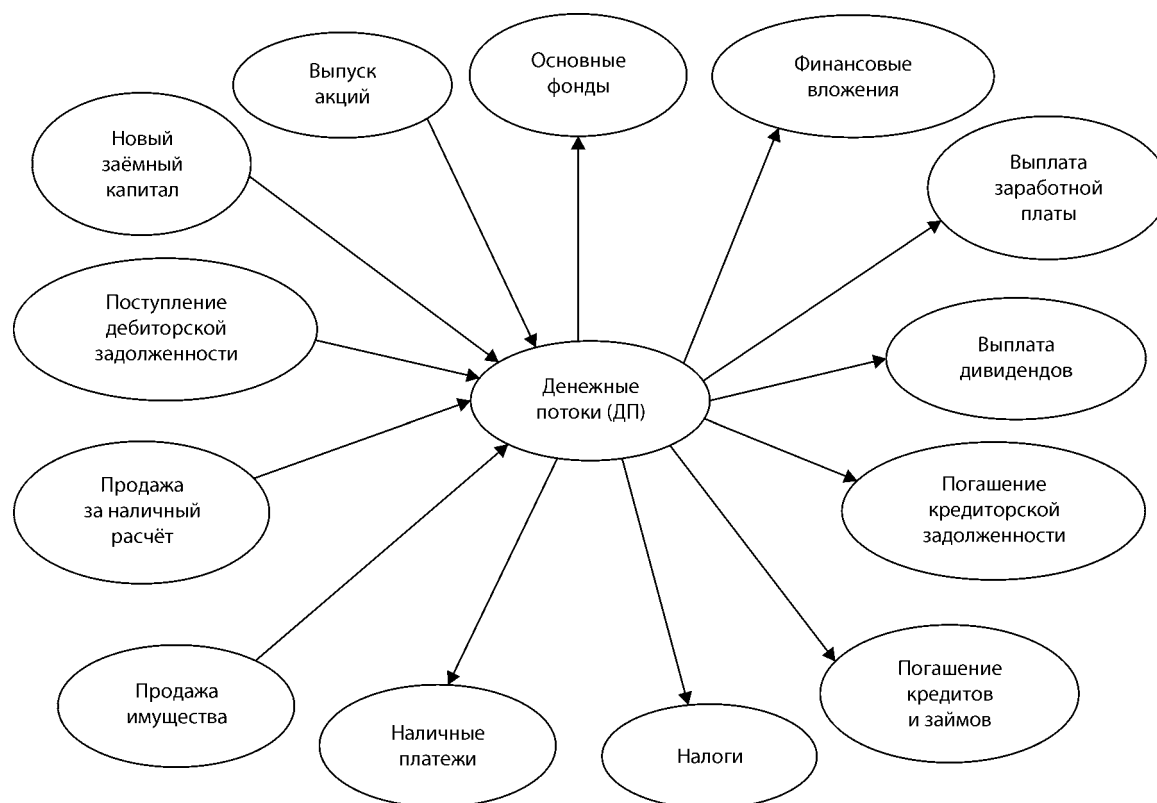 Основные
фонды
Финансовые
вложения
Выпуск
акций
Новый
заёмный
капитал
Выплата
заработной
платы
Поступление
дебиторской
задолженности
Выплата
дивидендов
Денежные
потоки (ДП)
Продажа
за наличный
расчёт
Погашение
кредиторской
задолженности
Продажа
имущества
Наличные
платежи
Налоги
Погашение
кредитов
и займов